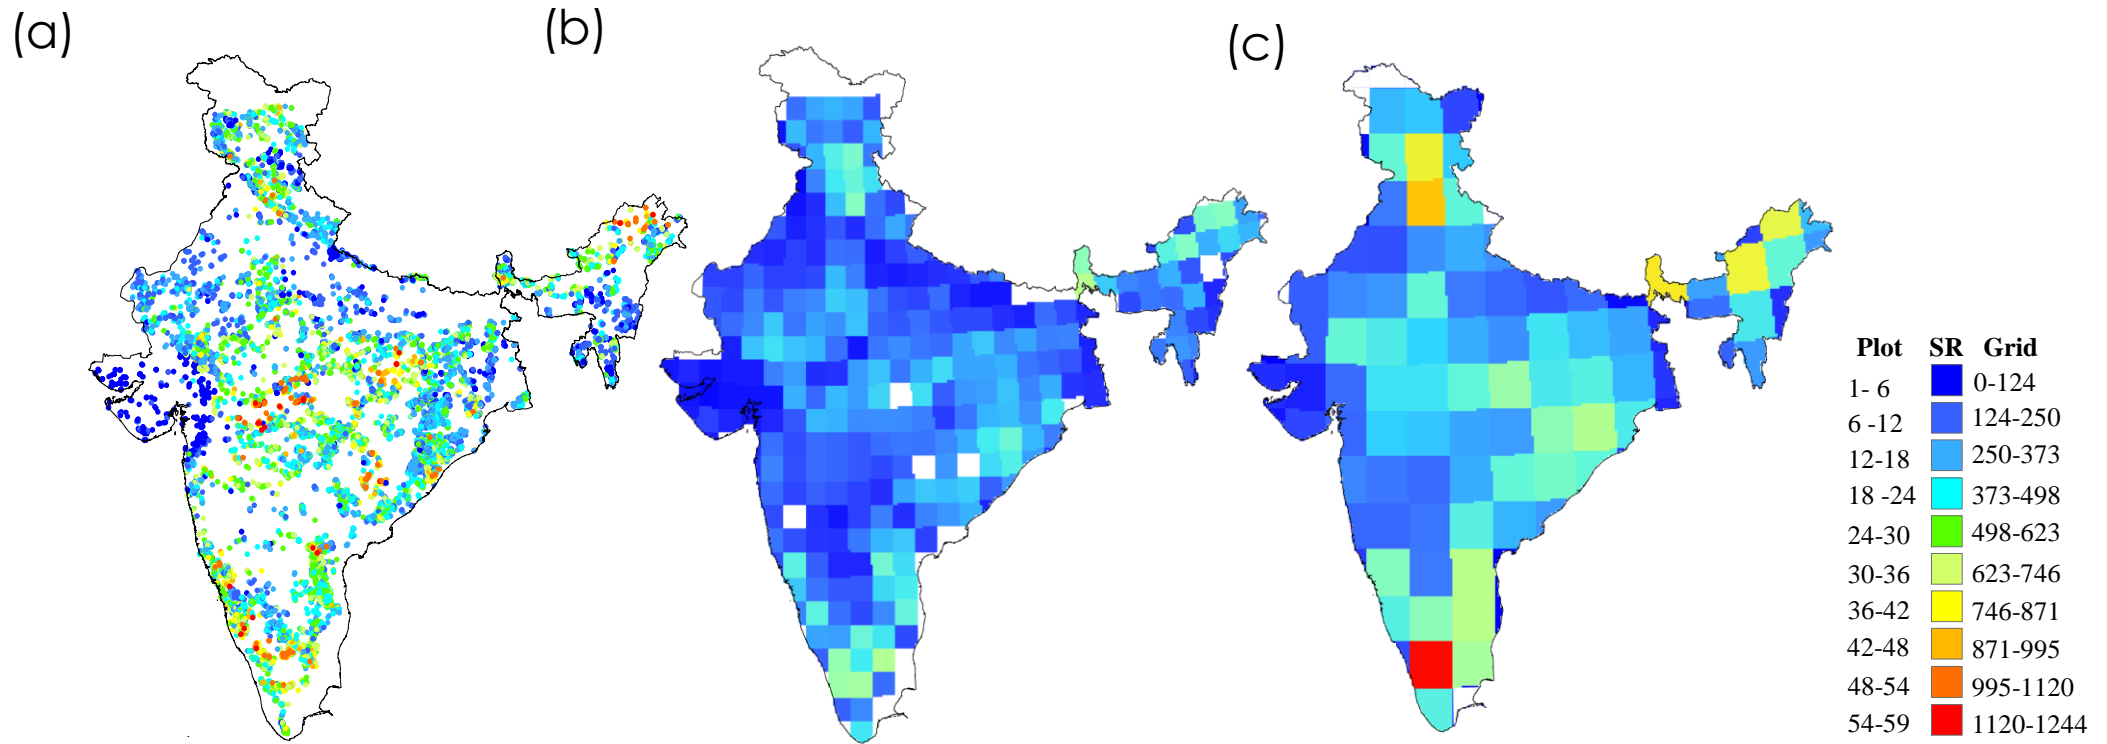 (a)
(b)
(c)
Plot SR Grid
1- 6 0-124
6 -12 124-250
12-18 250-373
18 -24 373-498
24-30 498-623
30-36 623-746
36-42 746-871
42-48 871-995
48-54 995-1120
54-59 1120-1244